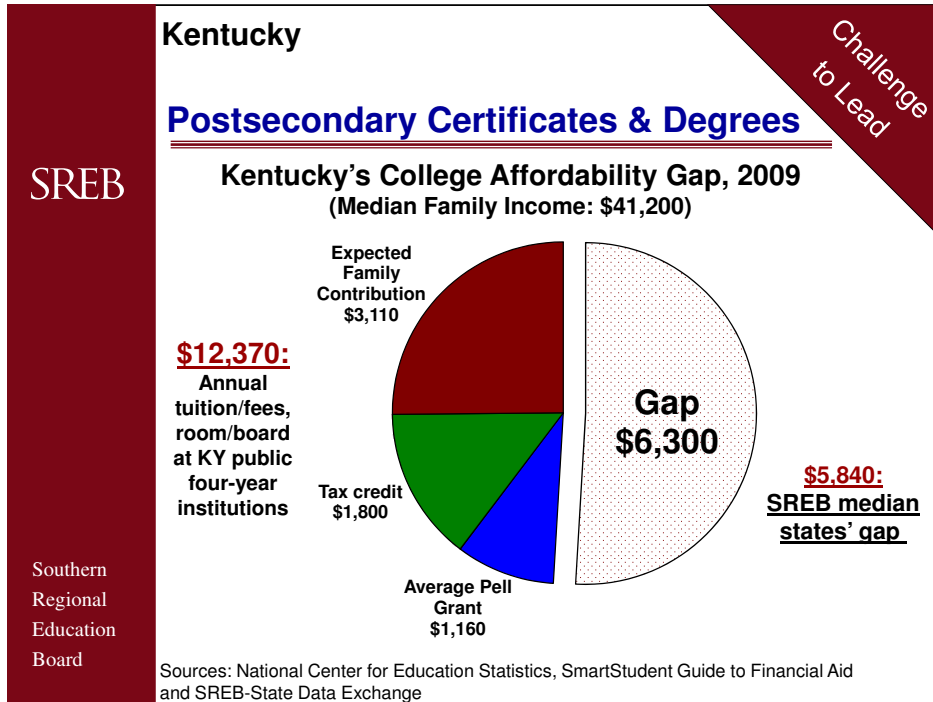 Kentucky
Challenge
to Lead
Postsecondary Certificates & Degrees
SREB
Kentucky's College Affordability Gap, 2009
(Median Family Income: $41,200)
Expected
Family
Contribution
$3,110
$12,370:
Annual
tuition/fees,
room/board
at KY public
four-year
institutions
Gap
$6,300
$5,840:
SREB median
states' gap
Tax credit
$1,800
Average Pell
Grant
$1,160
Southern
Regional
Education
Board
Sources: National Center for Education Statistics, SmartStudent Guide to Financial Aid
and SREB-State Data Exchange